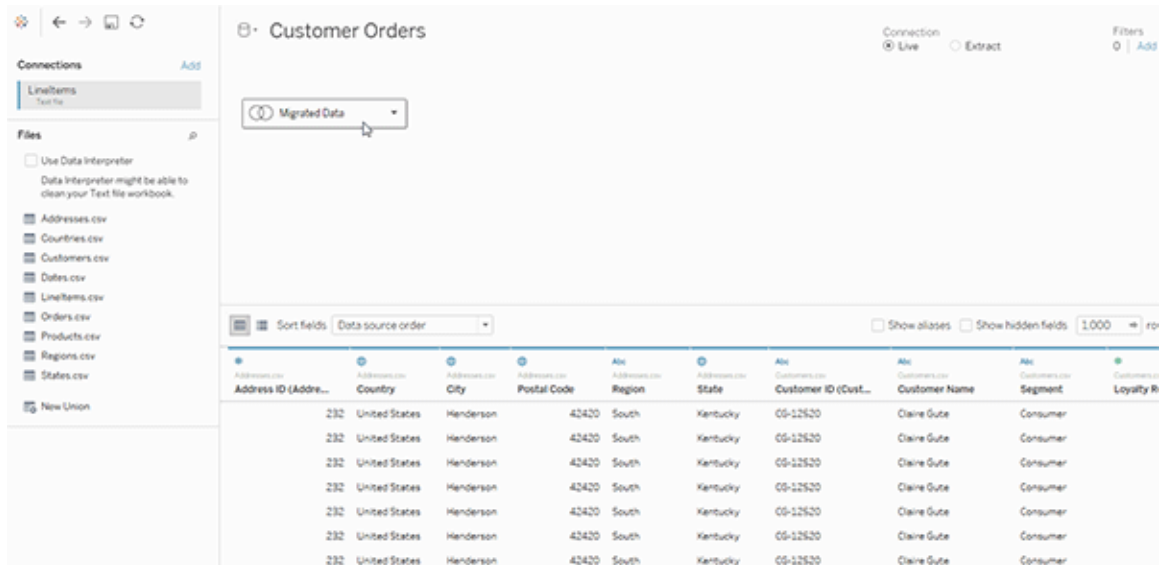 Customer Orders
Connection
Live Extract
Filters
0 Add
Connections Add
LineItems
Text file
Migrated Data
Files
Use Data Interpreter
Data Interpreter might be able to
clean your Text file workbook.
Addresses.csv
Countries.csv
Customers.csv
Dates.csv
LineItems.csv
Orders.csv
Products.csv
Regions.csv
States.csv
New Union
Sort fields Data source order Show aliases Show hidden fields 1,000
Abc Abc Abc Abc
Addresses.csv Addresses.csv Addresses.csv Addresses.csv Addresses.csv Addresses.csv Customers.csv Customers.csv Customers.csv
Address ID (Addre... Country City Postal Code Region State Customer ID (Cust... Customer Name Segment Loyalty
232 United States Henderson 42420 South Kentucky CG-12520 Claire Gute Consumer
232 United States Henderson 42420 South Kentucky CG-12520 Claire Gute Consumer
232 United States Henderson 42420 South Kentucky CG-12520 Claire Gute Consumer
232 United States Henderson 42420 South Kentucky CG-12520 Claire Gute Consumer
232 United States Henderson 42420 South Kentucky CG-12520 Claire Gute Consumer
232 United States Henderson 42420 South Kentucky CG-12520 Claire Gute Consumer
232 United States Henderson 42420 South Kentucky CG-12520 Claire Gute Consumer